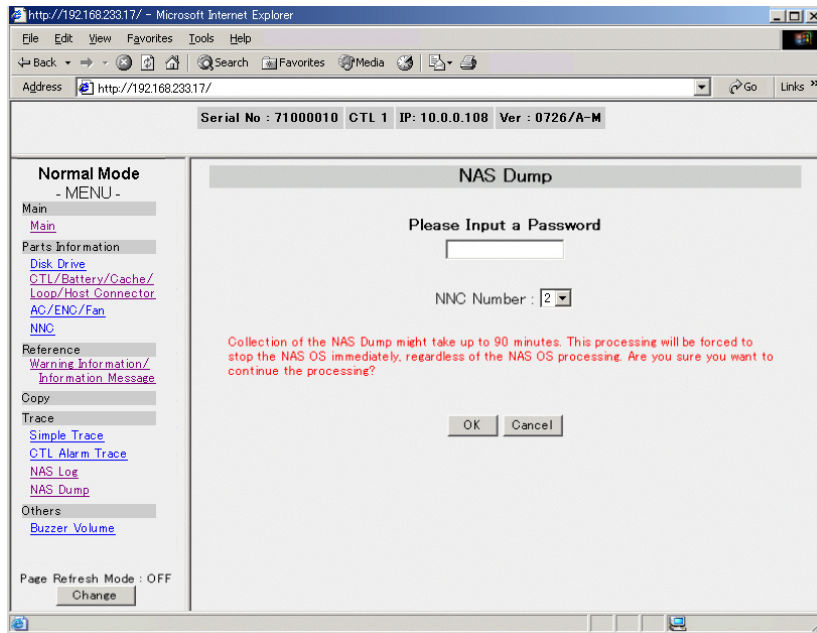 http://192.168.233.17/ - Microsoft Internet Explorer
File Edit View Favorites Tools Help
Back Search Favorites Media
Address http://192.168.233.17/ Go Links »
Serial No : 71000010 CTL 1 IP: 10.0.0.108 Ver : 0726/A-M
Normal Mode
- MENU -
Main
Main
Parts Information
Disk Drive
CTL/Battery/Cache/
Loop/Host Connector
AC/ENC/Fan
NNC
Reference
Warning Information/
Information Message
Copy
Trace
Simple Trace
CTL Alarm Trace
NAS Log
NAS Dump
Others
Buzzer Volume
Page Refresh Mode : OFF
Change
NAS Dump
Please Input a Password
NNC Number : 2
Collection of the NAS Dump might take up to 90 minutes. This processing will be forced to
stop the NAS OS immediately, regardless of the NAS OS processing. Are you sure you want to
continue the processing?
OK Cancel